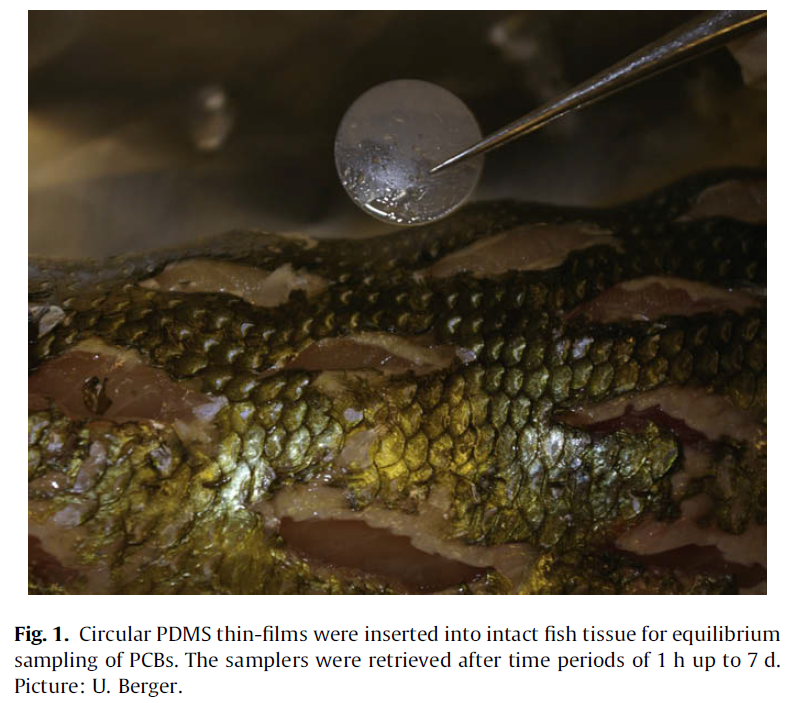 Fig. 1. Circular PDMS thin-films were inserted into intact fish tissue for equilibrium
sampling of PCBs. The samplers were retrieved after time periods of 1 h up to 7 d.
Picture: U. Berger.